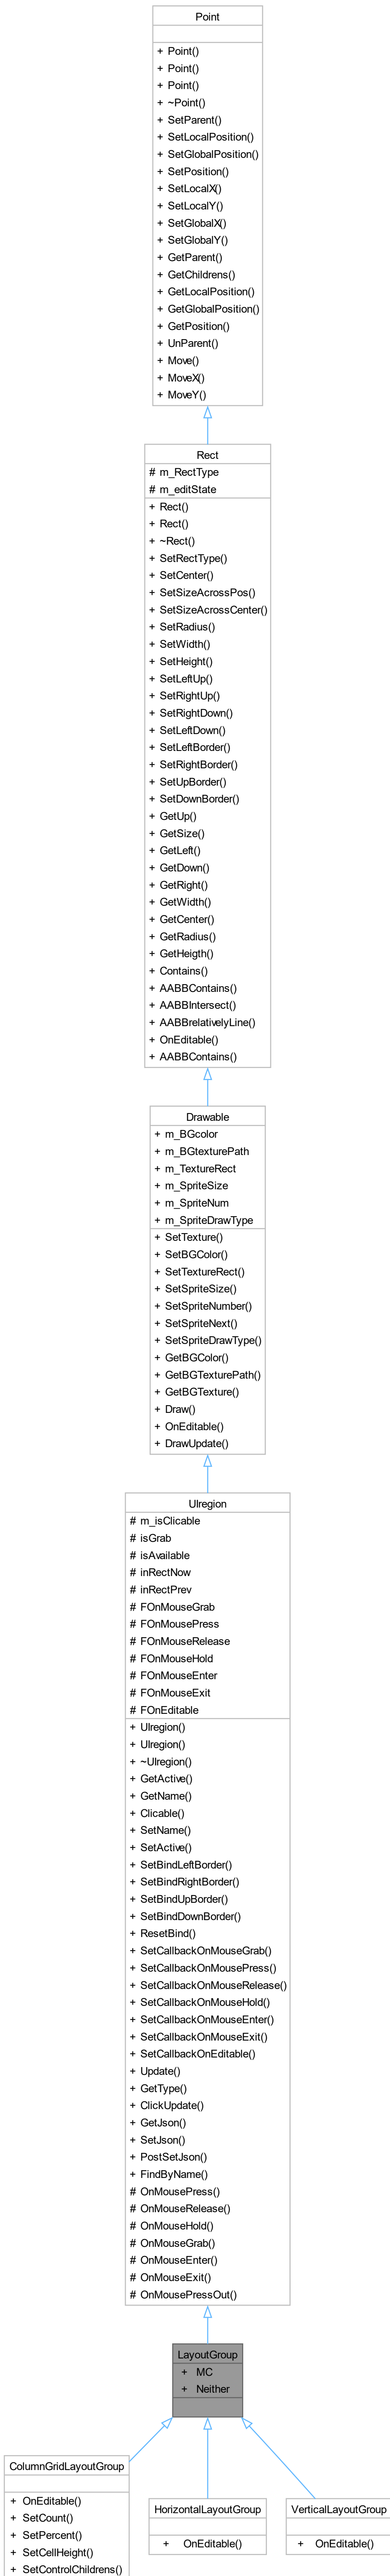 Point
+ Point()
+ Point()
+ Point()
+ ~Point()
+ SetParent()
+ SetLocalPosition()
+ SetGlobalPosition()
+ SetPosition()
+ SetLocalX()
+ SetLocalY()
+ SetGlobalX()
+ SetGlobalY()
+ GetParent()
+ GetChildrens()
+ GetLocalPosition()
+ GetGlobalPosition()
+ GetPosition()
+ UnParent()
+ Move()
+ MoveX()
+ MoveY()
Rect
# m_RectType
# m_editState
+ Rect()
+ Rect()
+ ~Rect()
+ SetRectType()
+ SetCenter()
+ SetSizeAcrossPos()
+ SetSizeAcrossCenter()
+ SetRadius()
+ SetWidth()
+ SetHeight()
+ SetLeftUp()
+ SetRightUp()
+ SetRightDown()
+ SetLeftDown()
+ SetLeftBorder()
+ SetRightBorder()
+ SetUpBorder()
+ SetDownBorder()
+ GetUp()
+ GetSize()
+ GetLeft()
+ GetDown()
+ GetRight()
+ GetWidth()
+ GetCenter()
+ GetRadius()
+ GetHeigth()
+ Contains()
+ AABBContains()
+ AABBIntersect()
+ AABBrelativelyLine()
+ OnEditable()
+ AABBContains()
Drawable
+ m_BGcolor
+ m_BGtexturePath
+ m_TextureRect
+ m_SpriteSize
+ m_SpriteNum
+ m_SpriteDrawType
+ SetTexture()
+ SetBGColor()
+ SetTextureRect()
+ SetSpriteSize()
+ SetSpriteNumber()
+ SetSpriteNext()
+ SetSpriteDrawType()
+ GetBGColor()
+ GetBGTexturePath()
+ GetBGTexture()
+ Draw()
+ OnEditable()
+ DrawUpdate()
UIregion
# m_isClicable
# isGrab
# isAvailable
# inRectNow
# inRectPrev
# FOnMouseGrab
# FOnMousePress
# FOnMouseRelease
# FOnMouseHold
# FOnMouseEnter
# FOnMouseExit
# FOnEditable
+ UIregion()
+ UIregion()
+ ~UIregion()
+ GetActive()
+ GetName()
+ Clicable()
+ SetName()
+ SetActive()
+ SetBindLeftBorder()
+ SetBindRightBorder()
+ SetBindUpBorder()
+ SetBindDownBorder()
+ ResetBind()
+ SetCallbackOnMouseGrab()
+ SetCallbackOnMousePress()
+ SetCallbackOnMouseRelease()
+ SetCallbackOnMouseHold()
+ SetCallbackOnMouseEnter()
+ SetCallbackOnMouseExit()
+ SetCallbackOnEditable()
+ Update()
+ GetType()
+ ClickUpdate()
+ GetJson()
+ SetJson()
+ PostSetJson()
+ FindByName()
# OnMousePress()
# OnMouseRelease()
# OnMouseHold()
# OnMouseGrab()
# OnMouseEnter()
# OnMouseExit()
# OnMousePressOut()
LayoutGroup
+ MC
+ Neither
ColumnGridLayoutGroup
+ OnEditable()
+ SetCount()
+ SetPercent()
+ SetCellHeight()
+ SetControlChildrens()
HorizontalLayoutGroup
+ OnEditable()
VerticalLayoutGroup
+ OnEditable()